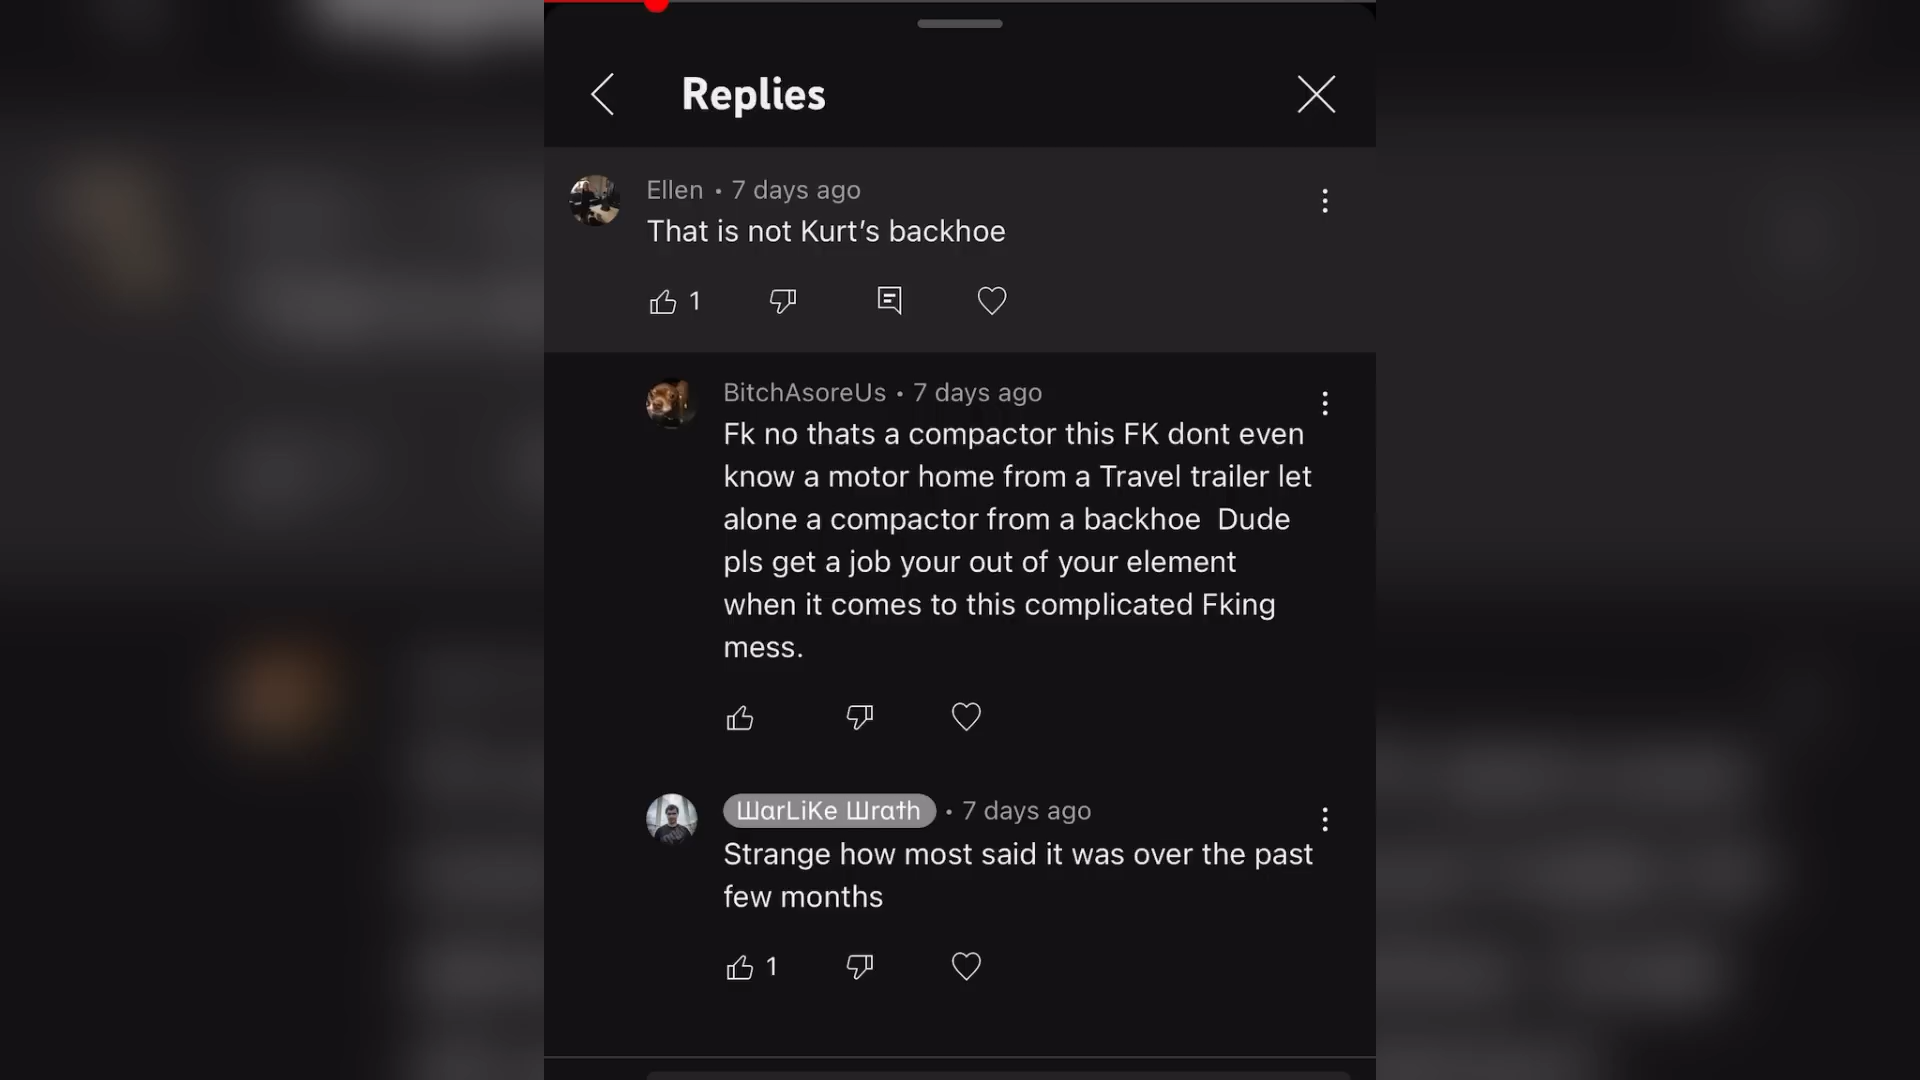 Replies
Ellen • 7 days ago
That is not Kurt’s backhoe
1
BitchAsoreUs • 7 days ago
Fk no thats a compactor this FK dont even
know a motor home from a Travel trailer let
alone a compactor from a backhoe  Dude
pls get a job your out of your element
when it comes to this complicated Fking
mess.
ШarLiKe Шrath • 7 days ago
Strange how most said it was over the past
few months
1